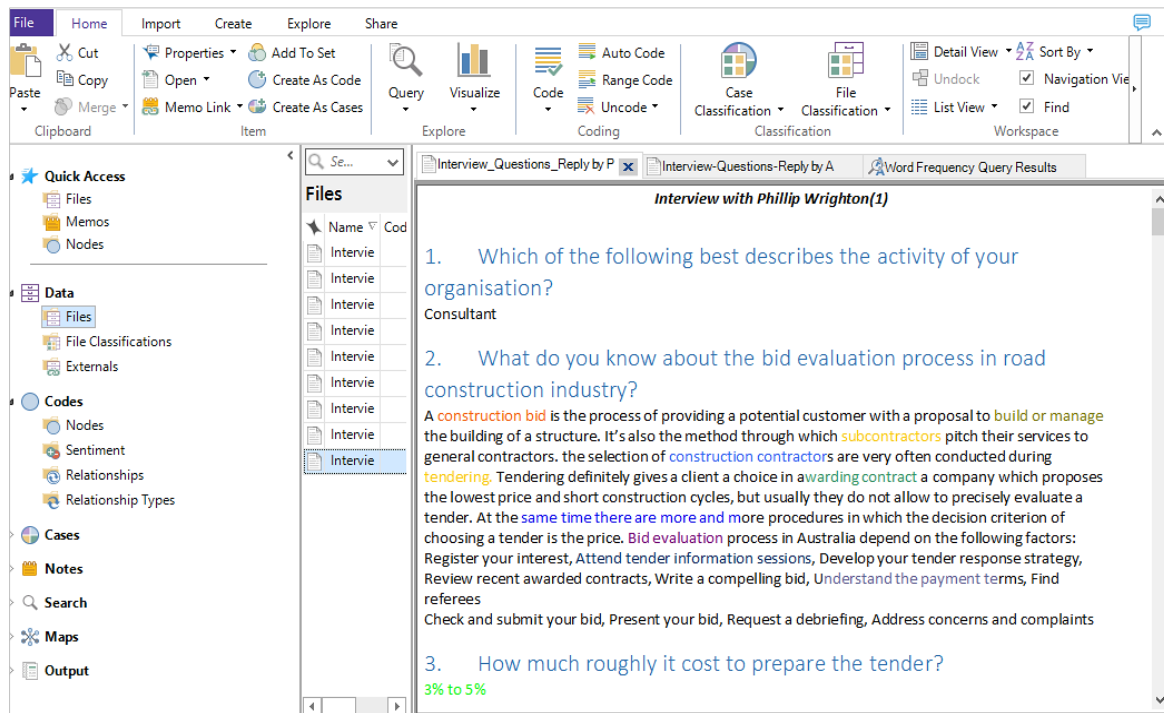 File Home Import Create Explore Share
Cut Properties Add To Set Auto Code Detail View Sort By
Copy Open Create As Code Range Code Undock Navigation Vie
Paste Merge Memo Link Create As Cases Query Visualize Code Uncode Case Classification File Classification List View Find
Clipboard Item Explore Coding Classification Workspace
Quick Access
Files
Memos
Nodes
Data
Files
File Classifications
Externals
Codes
Nodes
Sentiment
Relationships
Relationship Types
Cases
Notes
Search
Maps
Output
Se...
Files
Name Cod
Intervie
Intervie
Intervie
Intervie
Intervie
Intervie
Intervie
Intervie
Intervie
Interview_Questions_Reply by P Interview-Questions-Reply by A Word Frequency Query Results
Interview with Phillip Wrighton(1)
1. Which of the following best describes the activity of your
organisation?
Consultant
2. What do you know about the bid evaluation process in road
construction industry?
A construction bid is the process of providing a potential customer with a proposal to build or manage
the building of a structure. It's also the method through which subcontractors pitch their services to
general contractors. the selection of construction contractors are very often conducted during
tendering. Tendering definitely gives a client a choice in awarding contract a company which proposes
the lowest price and short construction cycles, but usually they do not allow to precisely evaluate a
tender. At the same time there are more and more procedures in which the decision criterion of
choosing a tender is the price. Bid evaluation process in Australia depend on the following factors:
Register your interest, Attend tender information sessions, Develop your tender response strategy,
Review recent awarded contracts, Write a compelling bid, Understand the payment terms, Find
referees
Check and submit your bid, Present your bid, Request a debriefing, Address concerns and complaints
3. How much roughly it cost to prepare the tender?
3% to 5%